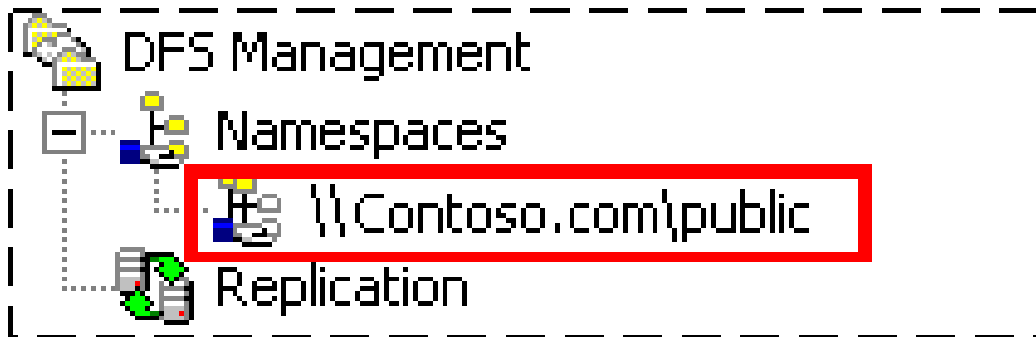 DFS Management
Namespaces
\\Contoso.com\public
Replication